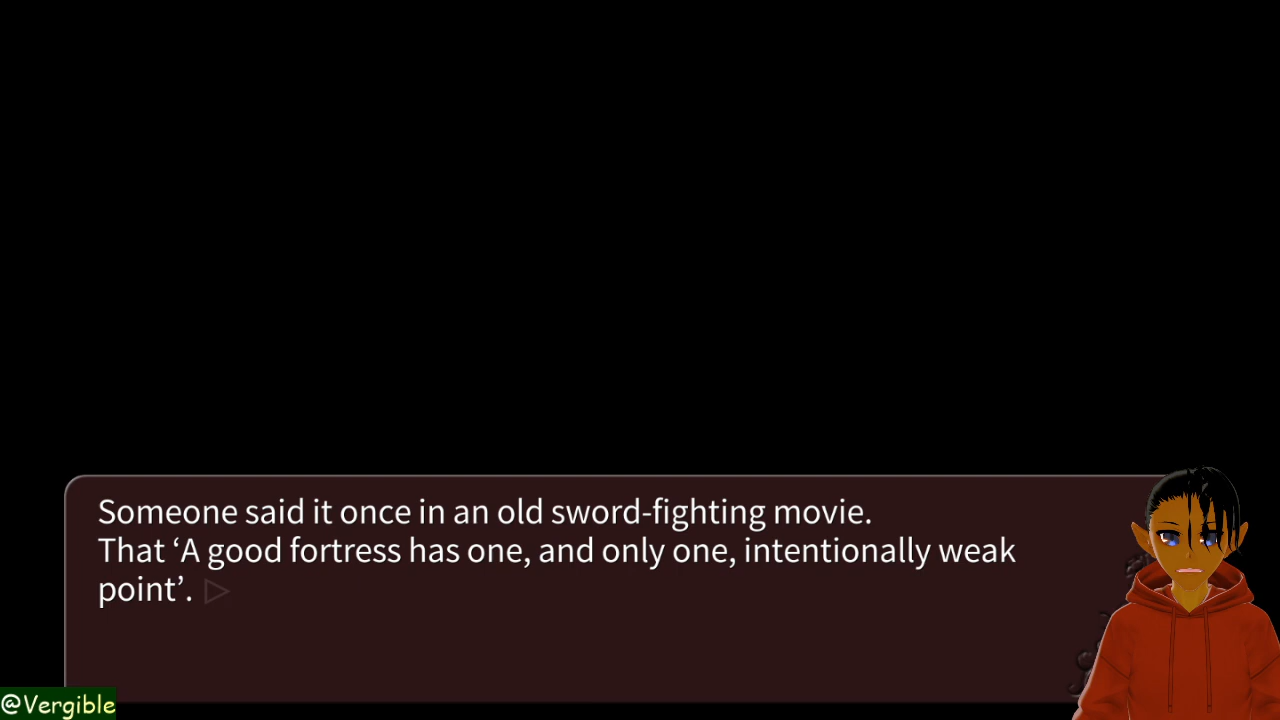 Someone said it once in an old sword-fighting movie.
That ‘A good fortress has one, and only one, intentionally weak
point’.
@Vergible